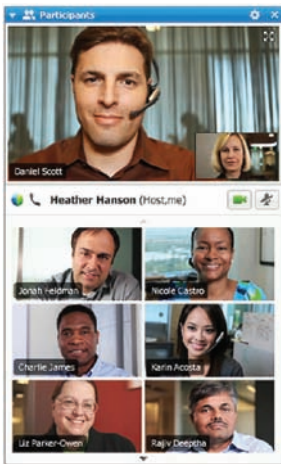 Participants
Daniel Scott
Heather Hanson (Host,me)
Jonah Feldman
Nicole Castro
Charlie James
Karin Acosta
Liz Parker-Owen
Rajiv Deeptha